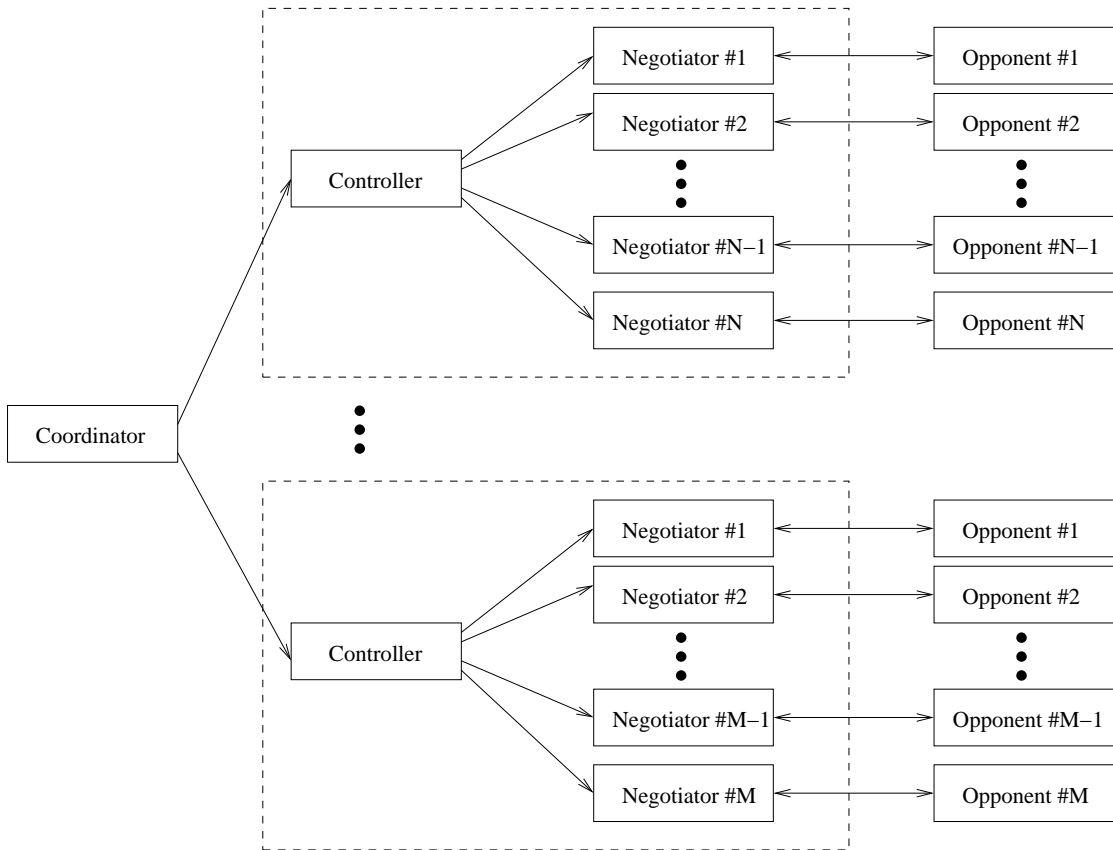 Negotiator #1
Opponent #1
Negotiator #2
Opponent #2
Controller
Negotiator #N−1
Opponent #N−1
Negotiator #N
Opponent #N
Coordinator
Negotiator #1
Opponent #1
Negotiator #2
Opponent #2
Controller
Negotiator #M−1
Opponent #M−1
Negotiator #M
Opponent #M